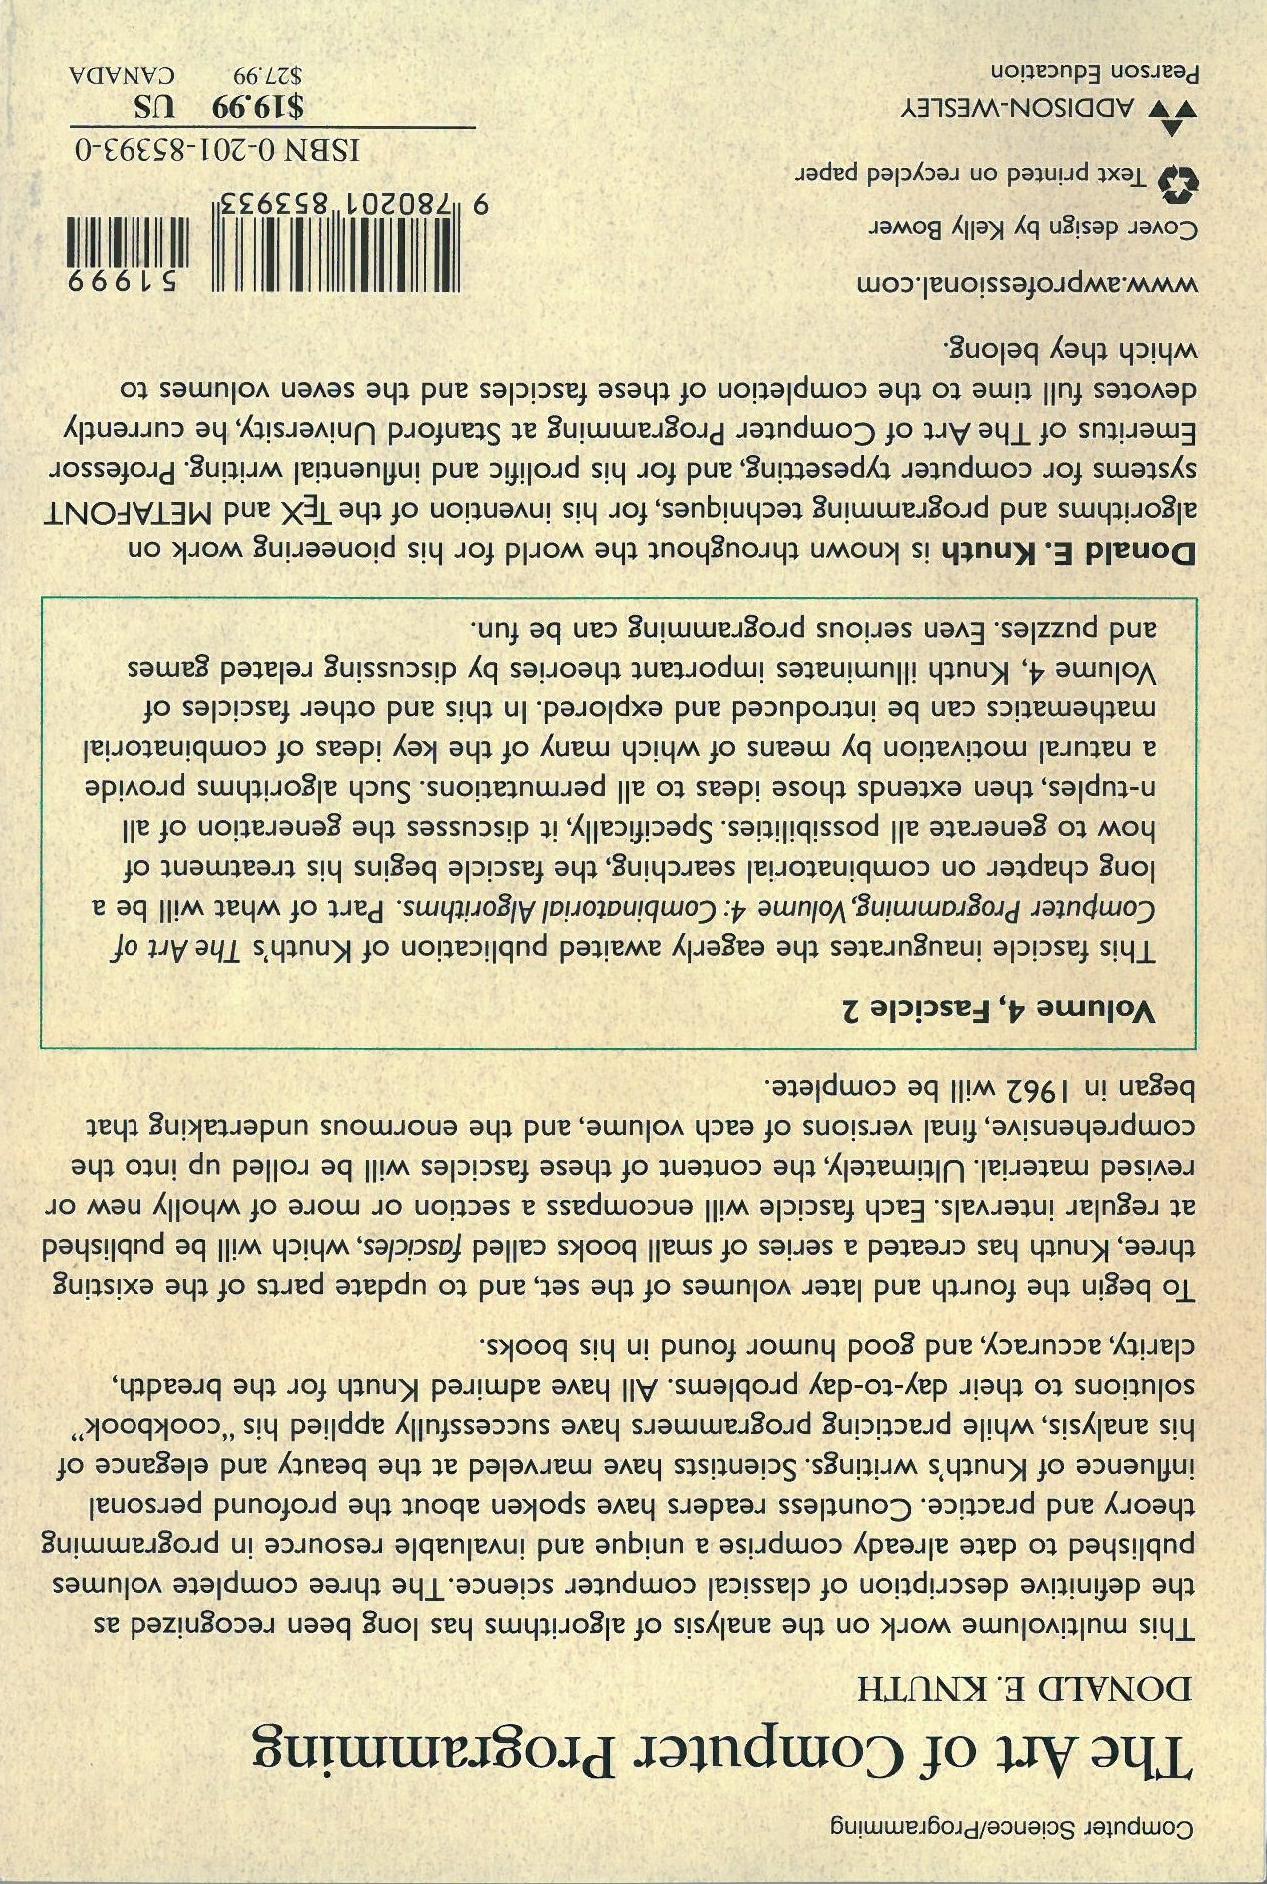 Computer Science/Programming
The Art of Computer Programming
DONALD E. KNUTH
This multivolume work on the analysis of algorithms has long been recognized as
the definitive description of classical computer science. The three complete volumes
published to date already comprise a unique and invaluable resource in programming
theory and practice. Countless readers have spoken about the profound personal
influence of Knuth's writings. Scientists have marveled at the beauty and elegance of
his analysis, while practicing programmers have successfully applied his "cookbook"
solutions to their day-to-day problems. All have admired Knuth for the breadth,
clarity, accuracy, and good humor found in his books.
To begin the fourth and later volumes of the set, and to update parts of the existing
three, Knuth has created a series of small books called fascicles, which will be published
at regular intervals. Each fascicle will encompass a section or more of wholly new or
revised material. Ultimately, the content of these fascicles will be rolled up into the
comprehensive, final versions of each volume, and the enormous undertaking that
began in 1962 will be complete.
Volume 4, Fascicle 2
This fascicle inaugurates the eagerly awaited publication of Knuth's The Art of
Computer Programming, Volume 4: Combinatorial Algorithms. Part of what will be a
long chapter on combinatorial searching, the fascicle begins his treatment of
how to generate all possibilities. Specifically, it discusses the generation of all
n-tuples, then extends those ideas to all permutations. Such algorithms provide
a natural motivation by means of which many of the key ideas of combinatorial
mathematics can be introduced and explored. In this and other fascicles of
Volume 4, Knuth illuminates important theories by discussing related games
and puzzles. Even serious programming can be fun.
Donald E. Knuth is known throughout the world for his pioneering work on
algorithms and programming techniques, for his invention of the TEX and METAFONT
systems for computer typesetting, and for his prolific and influential writing. Professor
Emeritus of The Art of Computer Programming at Stanford University, he currently
devotes full time to the completion of these fascicles and the seven volumes to
which they belong.
www.awprofessional.com
Cover design by Kelly Bower
Text printed on recycled paper
ADDISON-WESLEY
Pearson Education
51999
9 780201 853933
ISBN 0-201-85393-0
$19.99 US
$27.99 CANADA